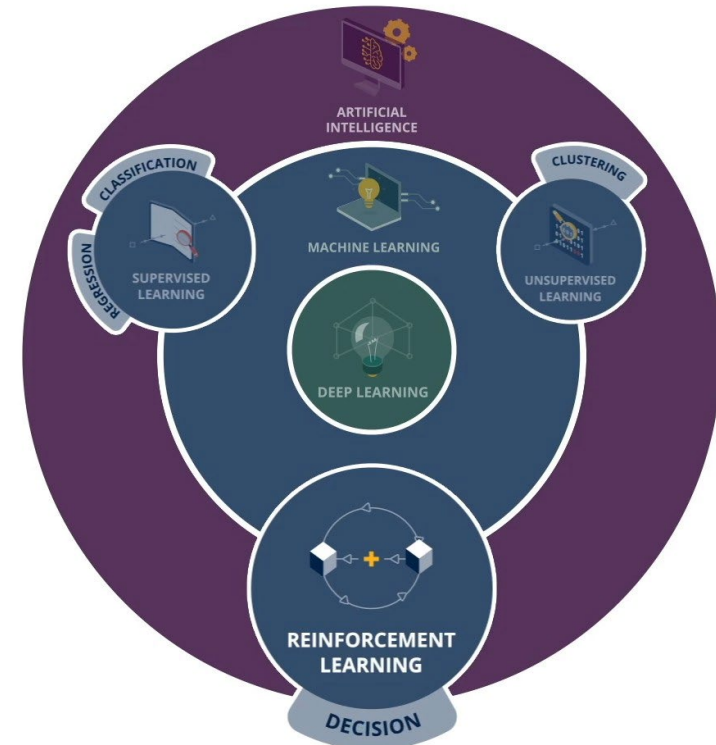 ARTIFICIAL
INTELLIGENCE
CLASSIFICATION
REGRESSION
SUPERVISED
LEARNING
MACHINE LEARNING
CLUSTERING
UNSUPERVISED
LEARNING
DEEP LEARNING
REINFORCEMENT
LEARNING
DECISION